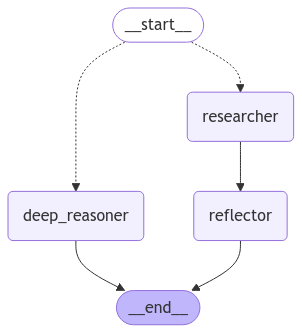 __start__
researcher
deep_reasoner
reflector
__end__